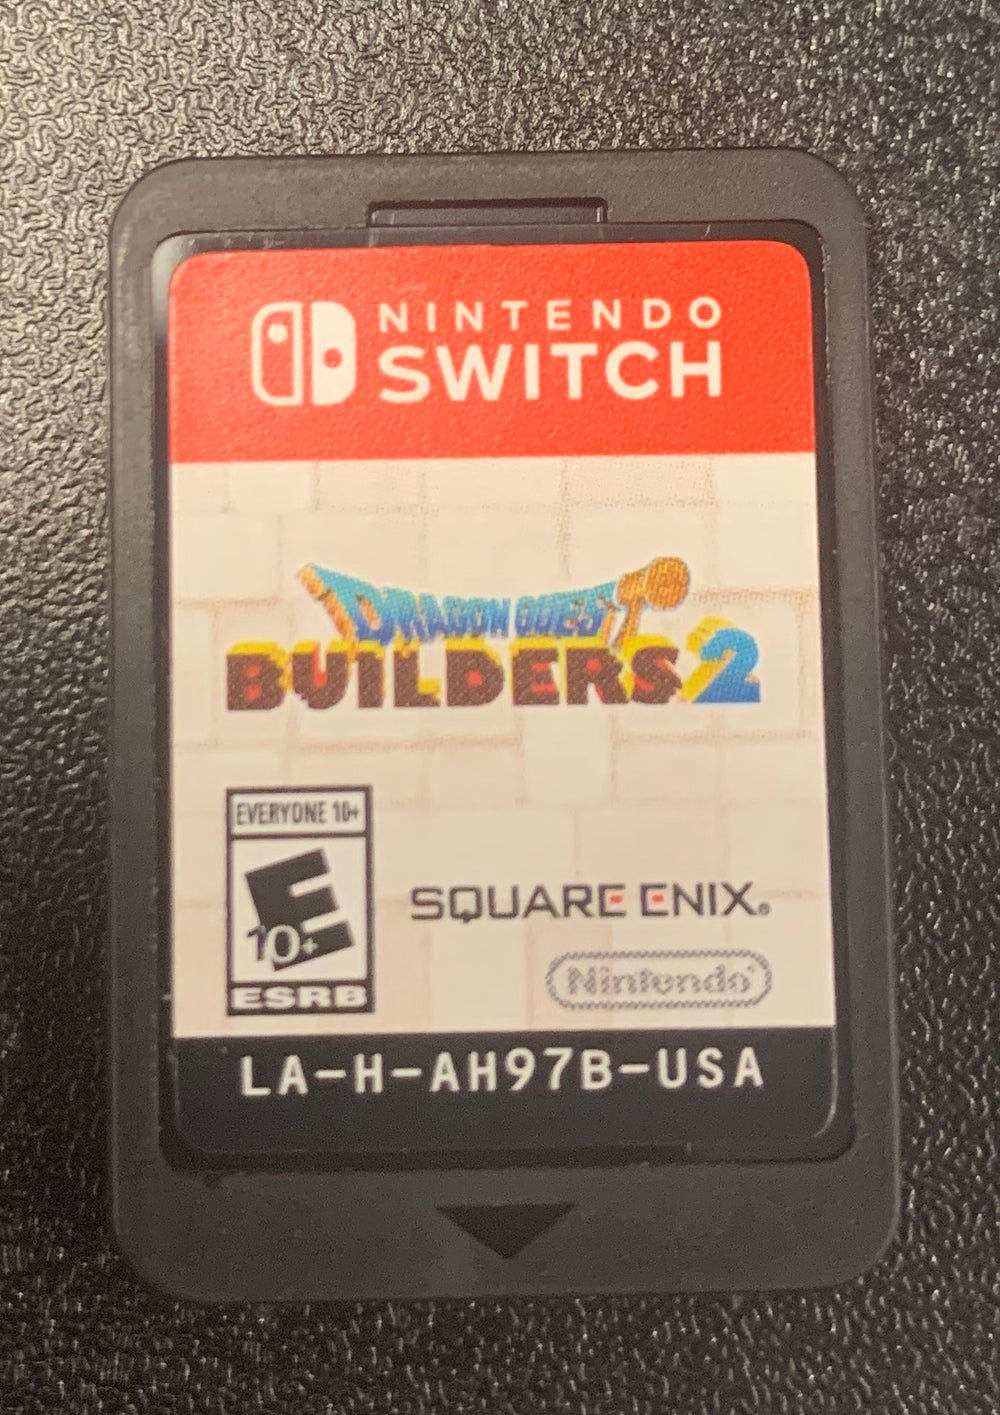 NINTENDO
SWITCH
DRAGON QUEST
BUILDERS 2
EVERYONE 10+
E
10+
ESRB
SQUARE ENIX®
Nintendo®
LA-H-AH97B-USA